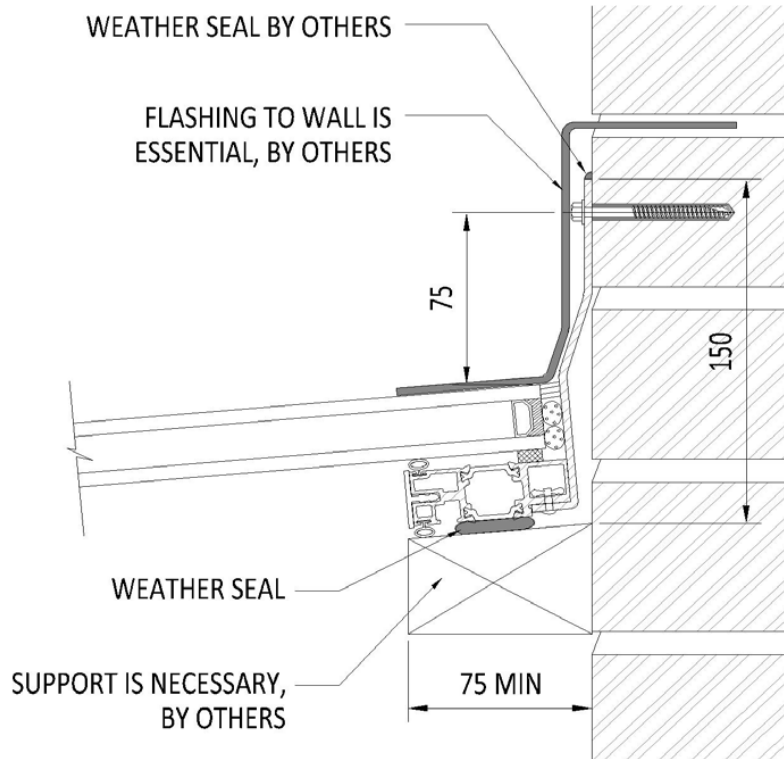 WEATHER SEAL BY OTHERS
FLASHING TO WALL IS
ESSENTIAL, BY OTHERS
75
150
WEATHER SEAL
SUPPORT IS NECESSARY,
BY OTHERS
75 MIN